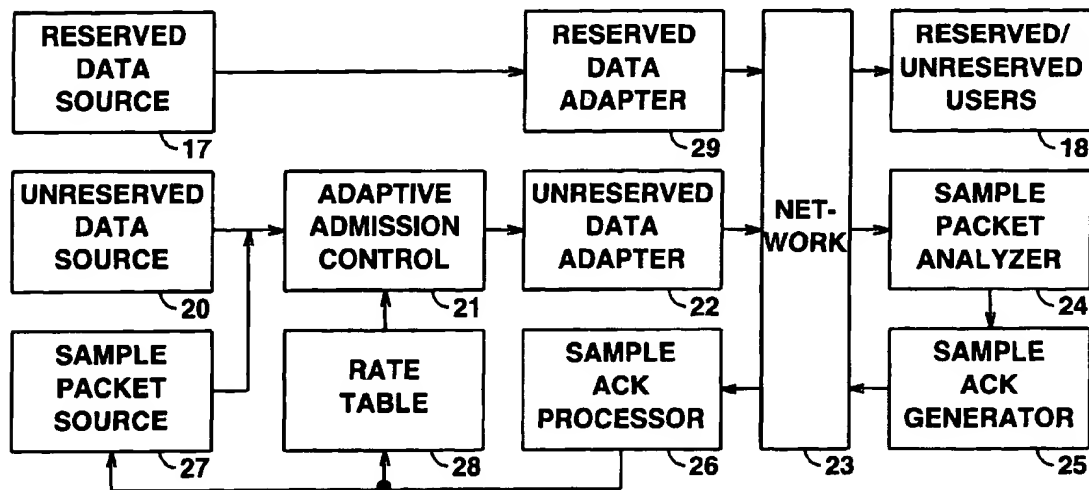 RESERVED
DATA
SOURCE
17
RESERVED
DATA
ADAPTER
29
RESERVED/
UNRESERVED
USERS
18
UNRESERVED
DATA
SOURCE
20
ADAPTIVE
ADMISSION
CONTROL
21
UNRESERVED
DATA
ADAPTER
22
NET-
WORK
23
SAMPLE
PACKET
ANALYZER
24
SAMPLE
PACKET
SOURCE
27
RATE
TABLE
28
SAMPLE
ACK
PROCESSOR
26
SAMPLE
ACK
GENERATOR
25